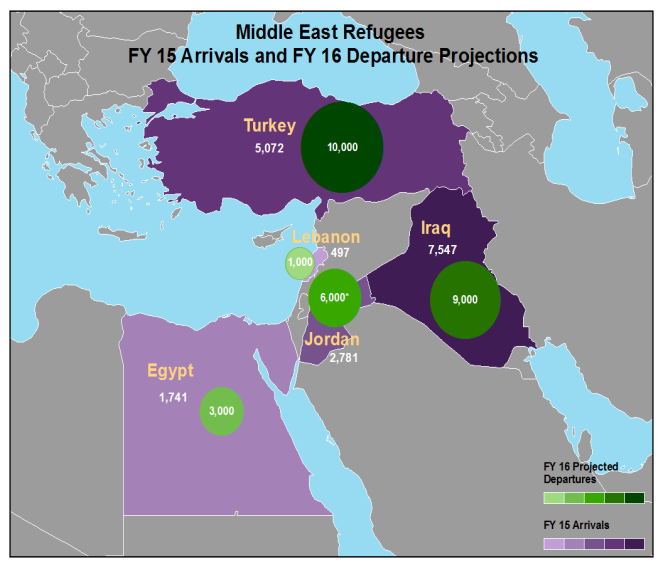 Middle East Refugees
FY 15 Arrivals and FY 16 Departure Projections
Turkey
5,072
10,000
Lebanon
497
1,000
Iraq
7,547
9,000
6,000*
Jordan
2,781
Egypt
1,741
3,000
FY 16 Projected
Departures
FY 15 Arrivals